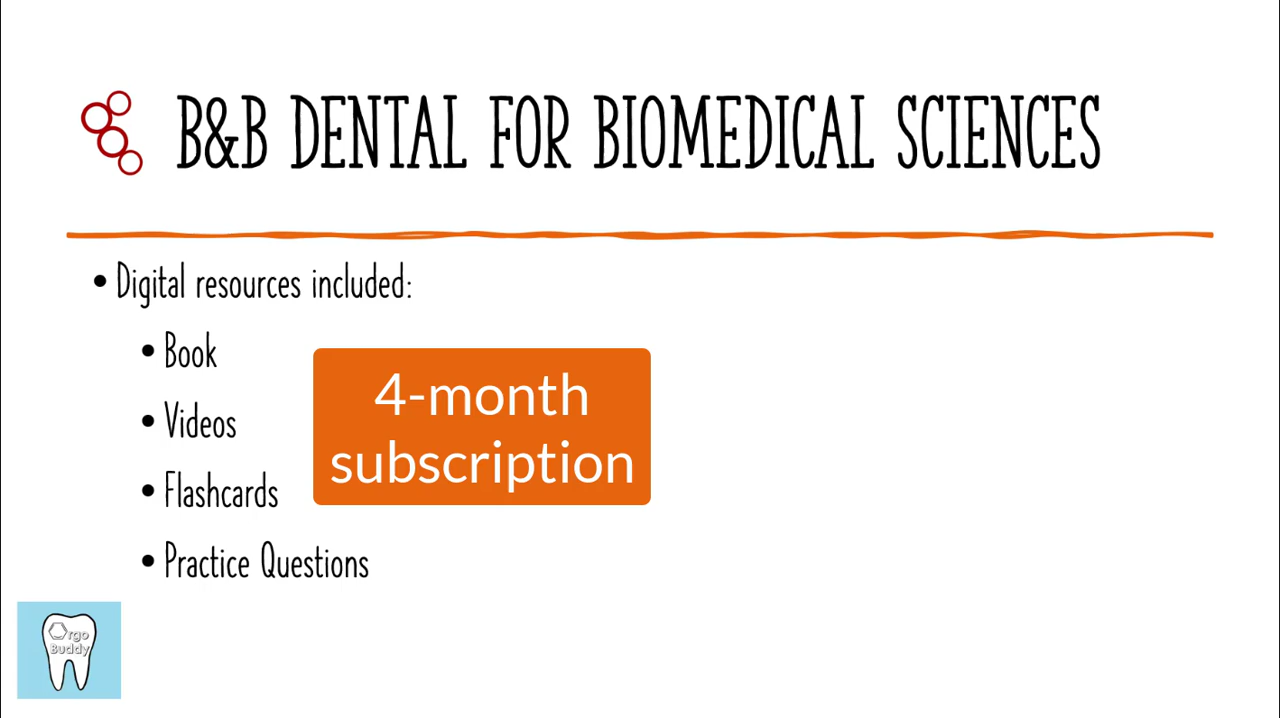 B&B DENTAL FOR BIOMEDICAL SCIENCES
• Digital resources included:
• Book
• Videos
• Flashcards
• Practice Questions
4-month
subscription
Orgo
Buddy